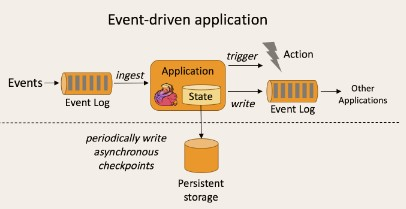 Event-driven application
Events
ingest
Event Log
Application
State
trigger
Action
write
Event Log
Other
Applications
periodically write
asynchronous
checkpoints
Persistent
storage